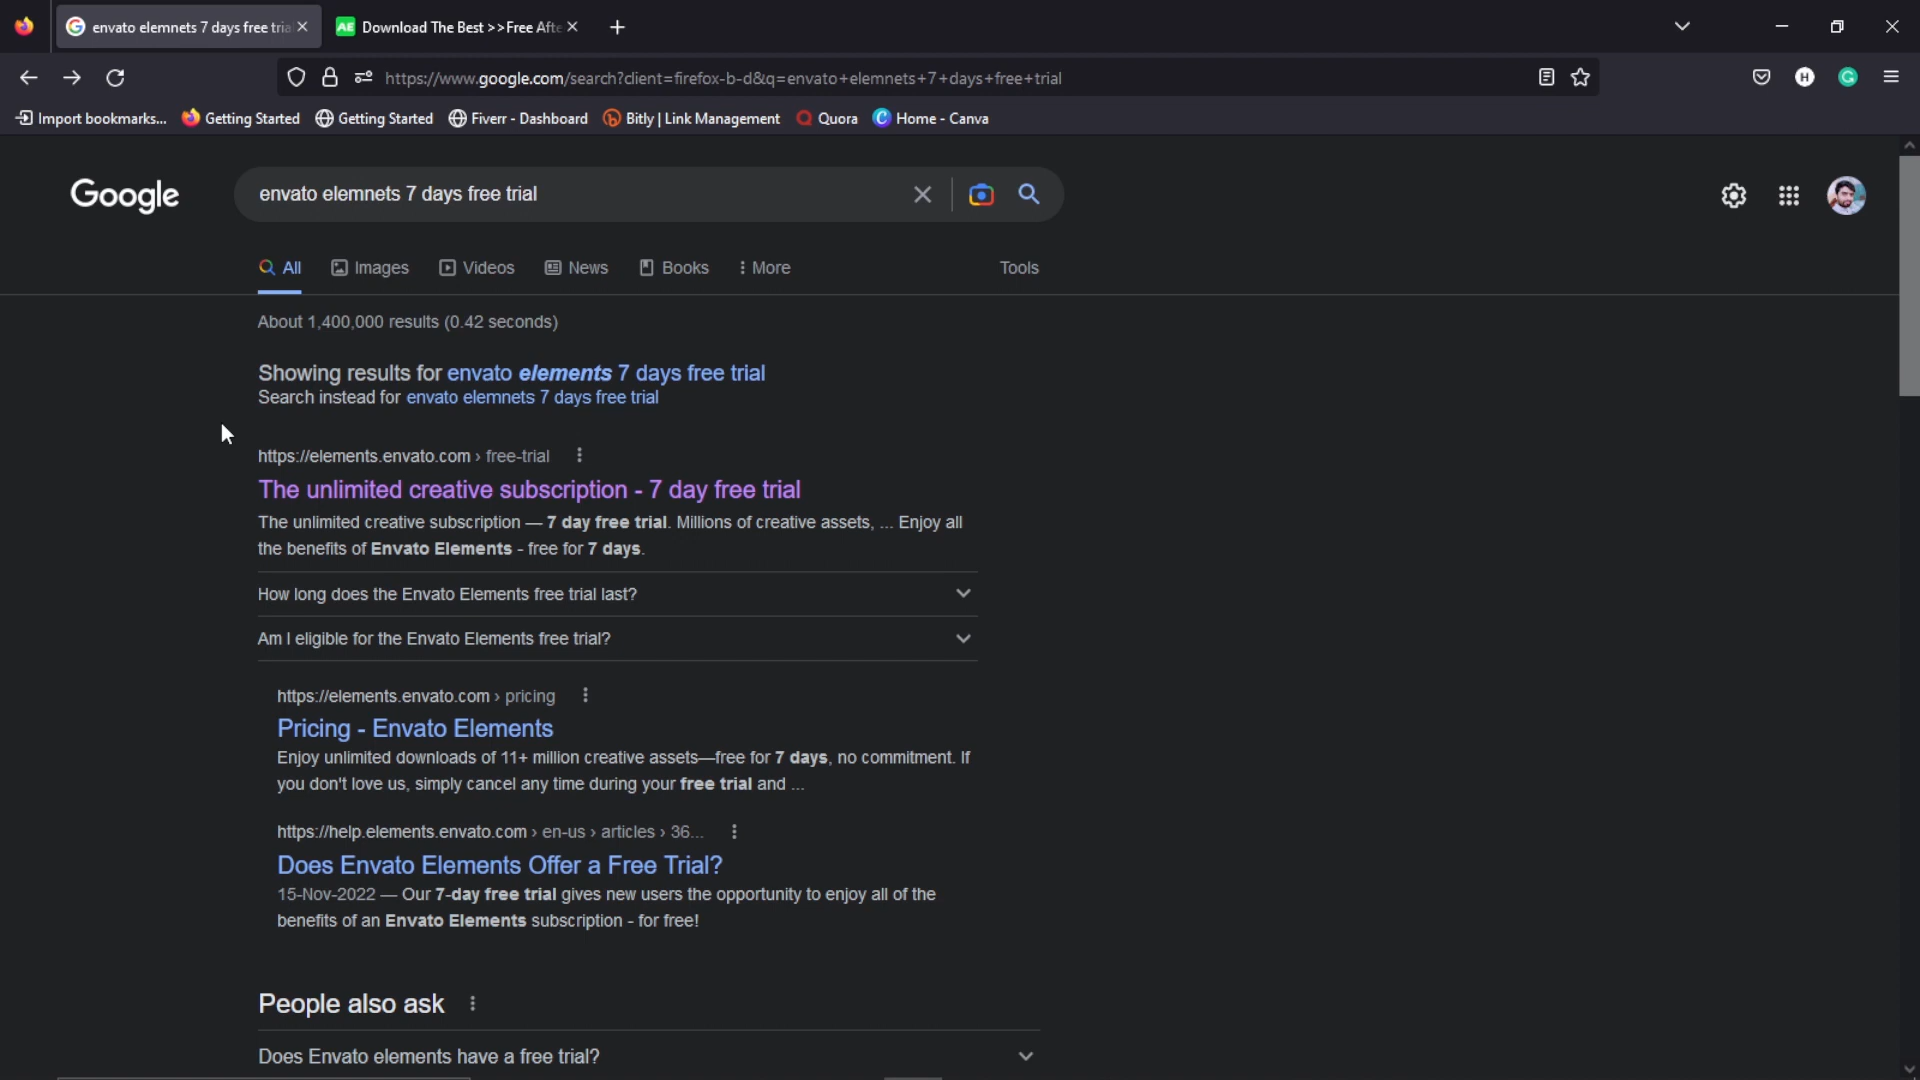 envato elemnets 7 days free tria
AE Download The Best >>Free Afte
https://www.google.com/search?client=firefox-b-d&q=envato+elemnets+7+days+free+trial
H
G
Import bookmarks... Getting Started Getting Started Fiverr - Dashboard Bitly | Link Management Quora Home - Canva
Google
envato elemnets 7 days free trial
All Images Videos News Books More Tools
About 1,400,000 results (0.42 seconds)
Showing results for envato elements 7 days free trial
Search instead for envato elemnets 7 days free trial
https://elements.envato.com › free-trial
The unlimited creative subscription - 7 day free trial
The unlimited creative subscription — 7 day free trial. Millions of creative assets, ... Enjoy all
the benefits of Envato Elements - free for 7 days.
How long does the Envato Elements free trial last?
Am I eligible for the Envato Elements free trial?
https://elements.envato.com › pricing
Pricing - Envato Elements
Enjoy unlimited downloads of 11+ million creative assets—free for 7 days, no commitment. If
you don't love us, simply cancel any time during your free trial and ...
https://help.elements.envato.com › en-us › articles › 36...
Does Envato Elements Offer a Free Trial?
15-Nov-2022 — Our 7-day free trial gives new users the opportunity to enjoy all of the
benefits of an Envato Elements subscription - for free!
People also ask
Does Envato elements have a free trial?